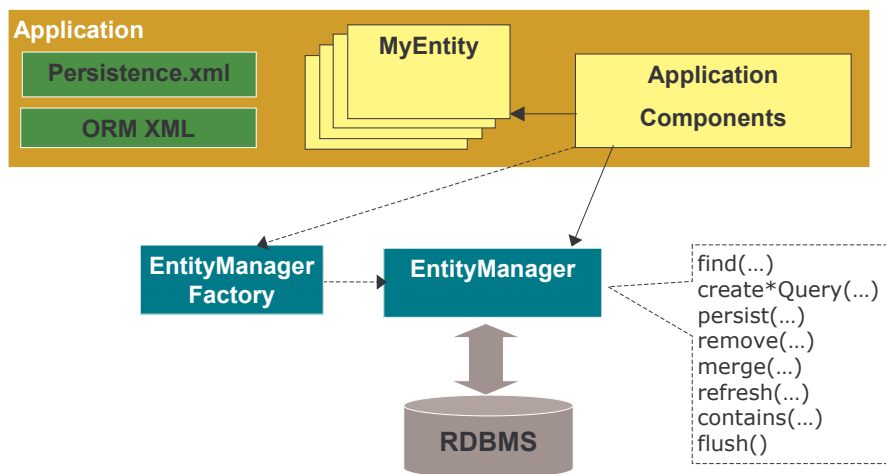 Application
Persistence.xml
ORM XML
MyEntity
Application
Components
EntityManager
Factory
EntityManager
find(…)
create*Query(…)
persist(…)
remove(…)
merge(…)
refresh(…)
contains(…)
flush()
RDBMS